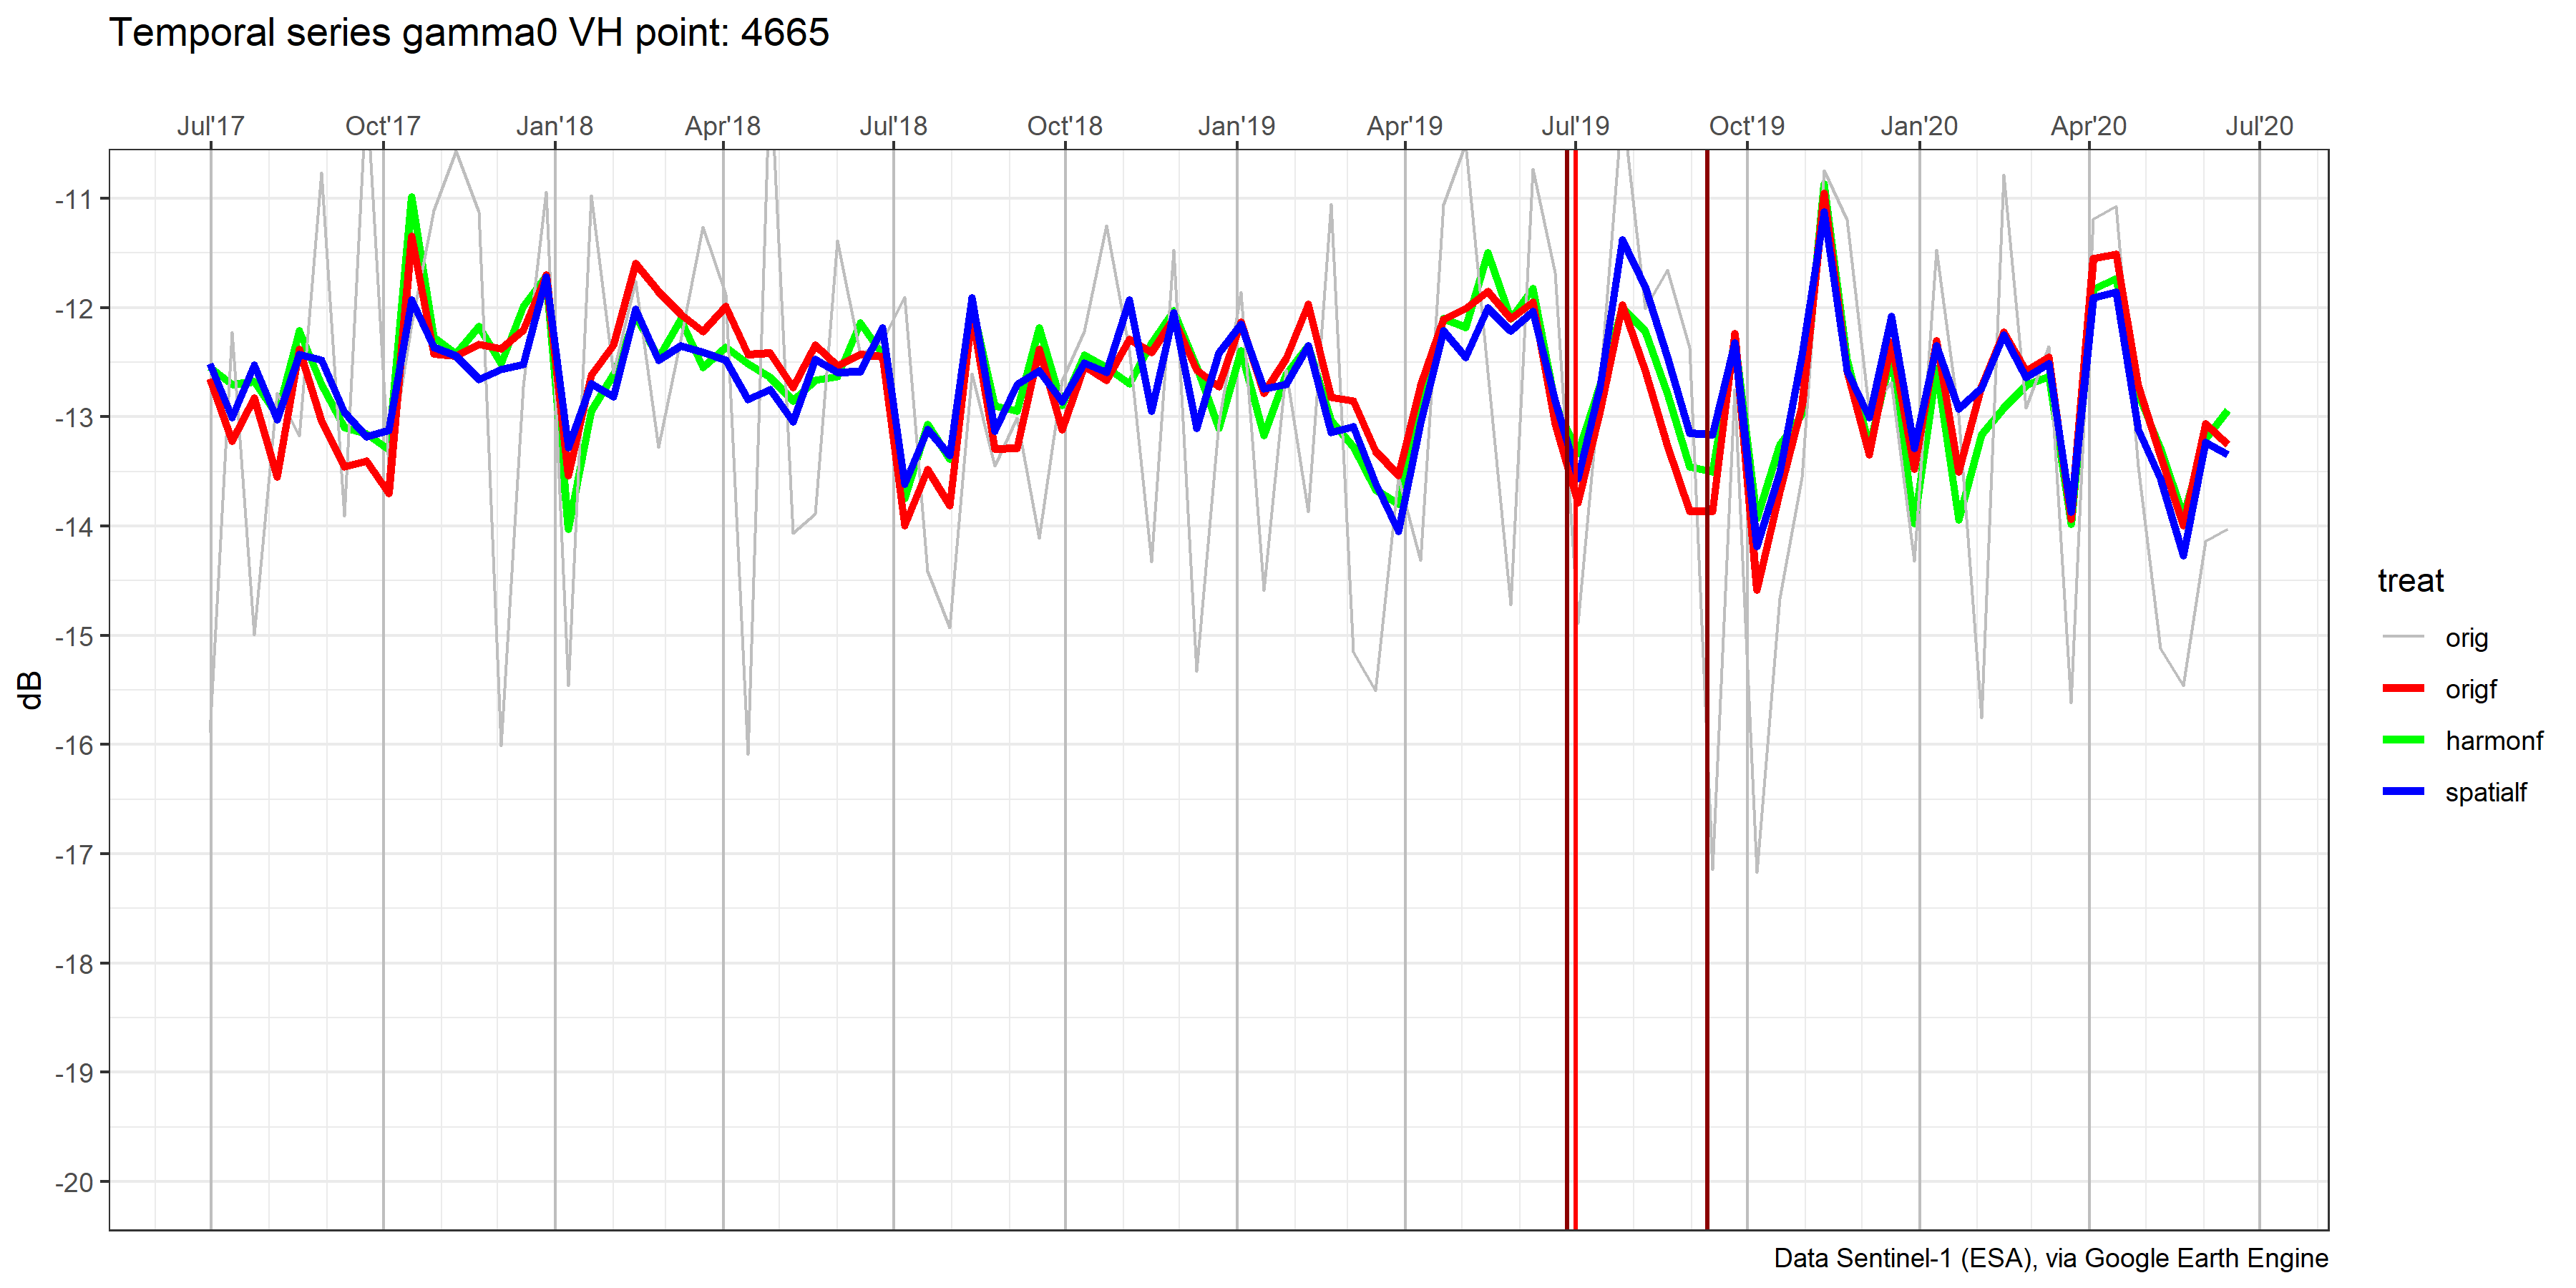 Temporal series gamma0 VH point: 4665
Jul'17 Oct'17 Jan'18 Apr'18 Jul'18 Oct'18 Jan'19 Apr'19 Jul'19 Oct'19 Jan'20 Apr'20 Jul'20
-11
-12
-13
-14
-15
-16
-17
-18
-19
-20
dB
treat
orig
origf
harmonf
spatialf
Data Sentinel-1 (ESA), via Google Earth Engine